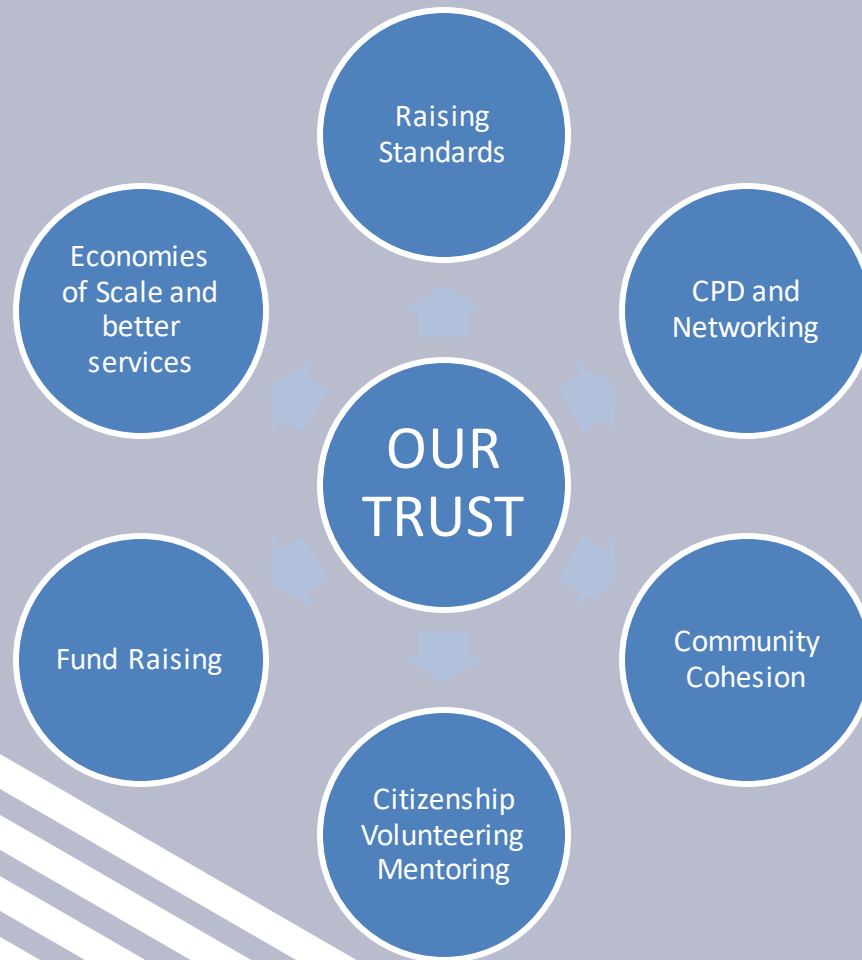 Raising
Standards
Economies
of Scale and
better
services
CPD and
Networking
OUR
TRUST
Fund Raising
Community
Cohesion
Citizenship
Volunteering
Mentoring